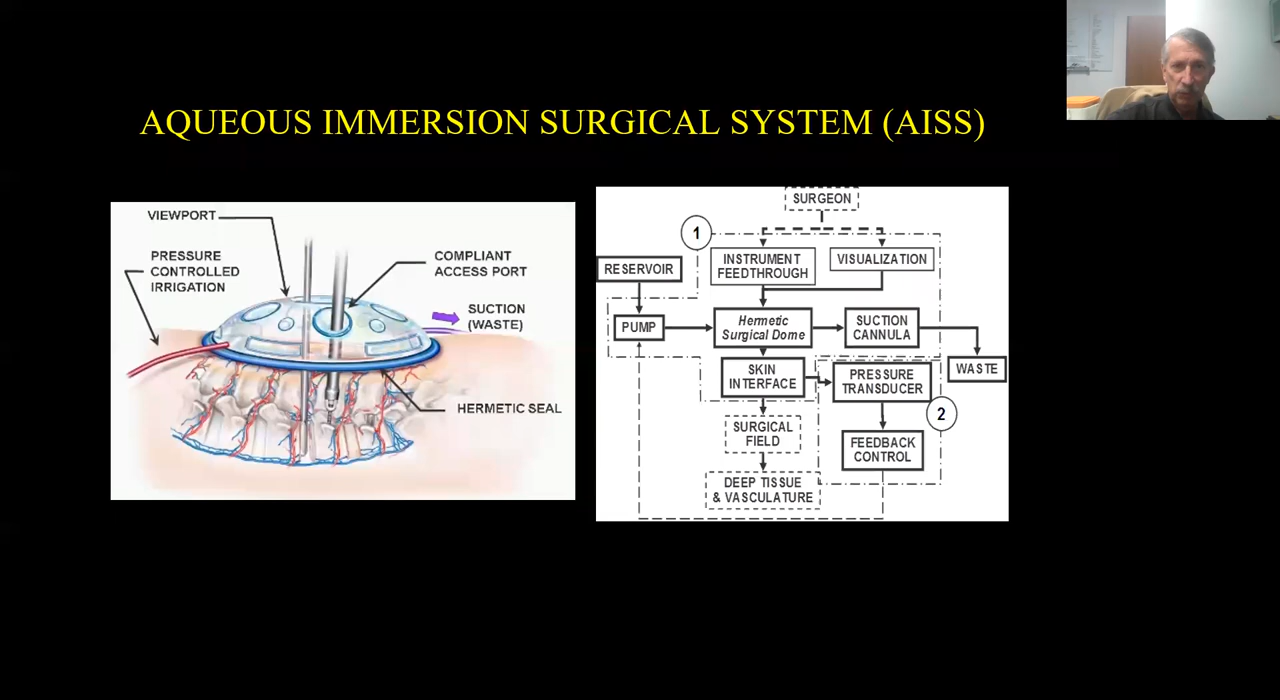 AQUEOUS IMMERSION SURGICAL SYSTEM (AISS)
VIEWPORT
PRESSURE
CONTROLLED
IRRIGATION
COMPLIANT
ACCESS PORT
SUCTION
(WASTE)
HERMETIC SEAL
SURGEON
1
INSTRUMENT
FEEDTHROUGH
VISUALIZATION
RESERVOIR
PUMP
Hermetic
Surgical Dome
SUCTION
CANNULA
WASTE
SKIN
INTERFACE
PRESSURE
TRANSDUCER
2
SURGICAL
FIELD
FEEDBACK
CONTROL
DEEP TISSUE
& VASCULATURE